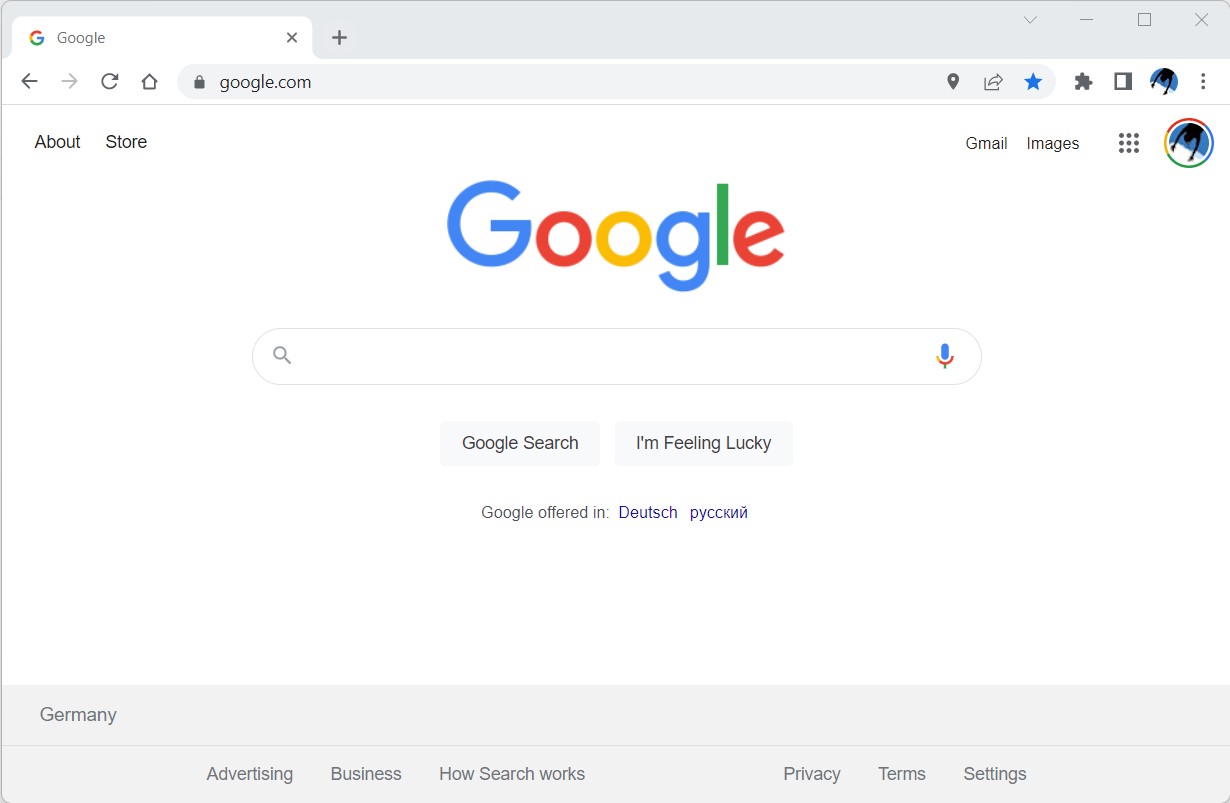 Google
google.com
About Store
Gmail Images
Google
Google Search I'm Feeling Lucky
Google offered in: Deutsch русский
Germany
Advertising Business How Search works Privacy Terms Settings